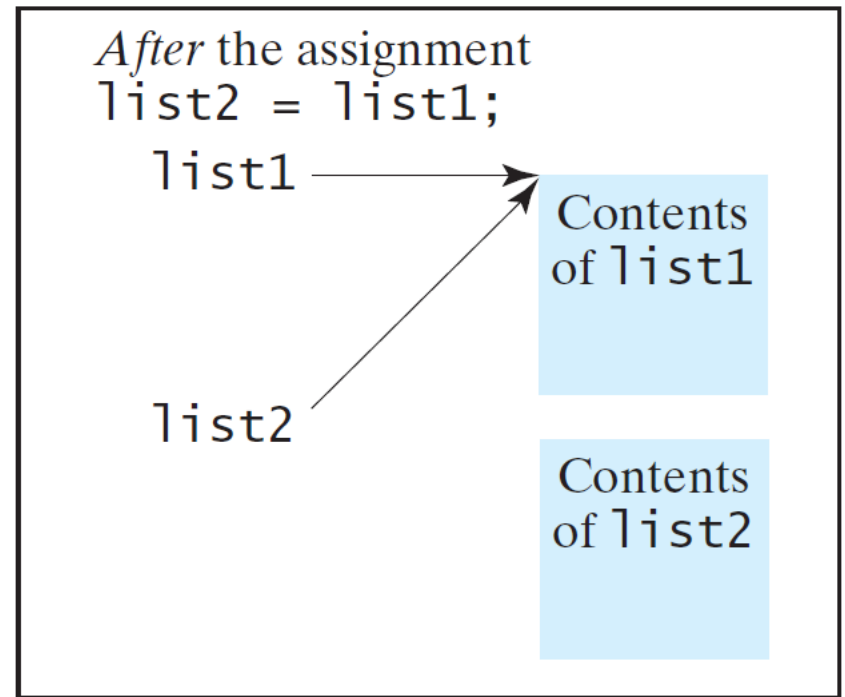 After the assignment
list2 = list1;
list1
Contents
of list1
list2
Contents
of list2